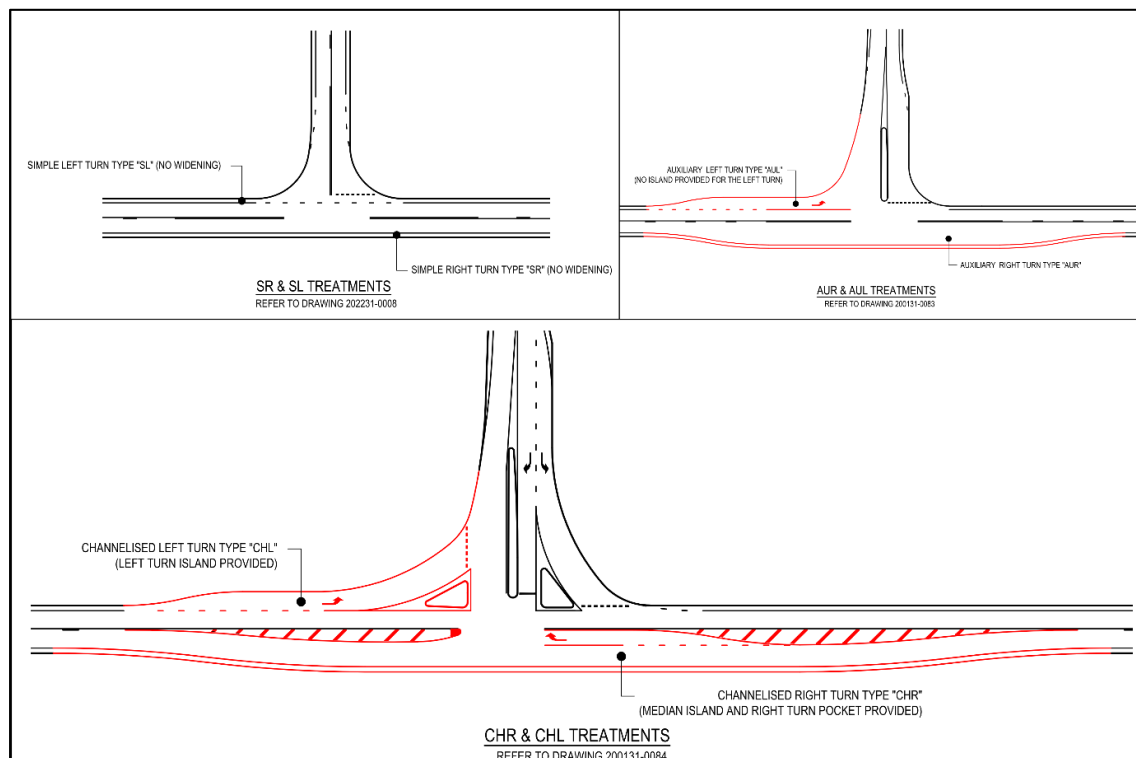 SIMPLE LEFT TURN TYPE "SL" (NO WIDENING)
SIMPLE RIGHT TURN TYPE "SR" (NO WIDENING)
SR & SL TREATMENTS
REFER TO DRAWING 202231-0008
AUXILIARY LEFT TURN TYPE "AUL"
(NO ISLAND PROVIDED FOR THE LEFT TURN)
AUXILIARY RIGHT TURN TYPE "AUR"
AUR & AUL TREATMENTS
REFER TO DRAWING 200131-0083
CHANNELISED LEFT TURN TYPE "CHL"
(LEFT TURN ISLAND PROVIDED)
CHANNELISED RIGHT TURN TYPE "CHR"
(MEDIAN ISLAND AND RIGHT TURN POCKET PROVIDED)
CHR & CHL TREATMENTS
REFER TO DRAWING 200131-0084